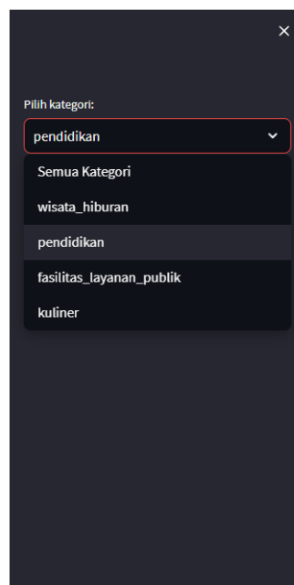 Pilih kategori:
pendidikan
Semua Kategori
wisata_hiburan
pendidikan
fasilitas_layanan_publik
kuliner